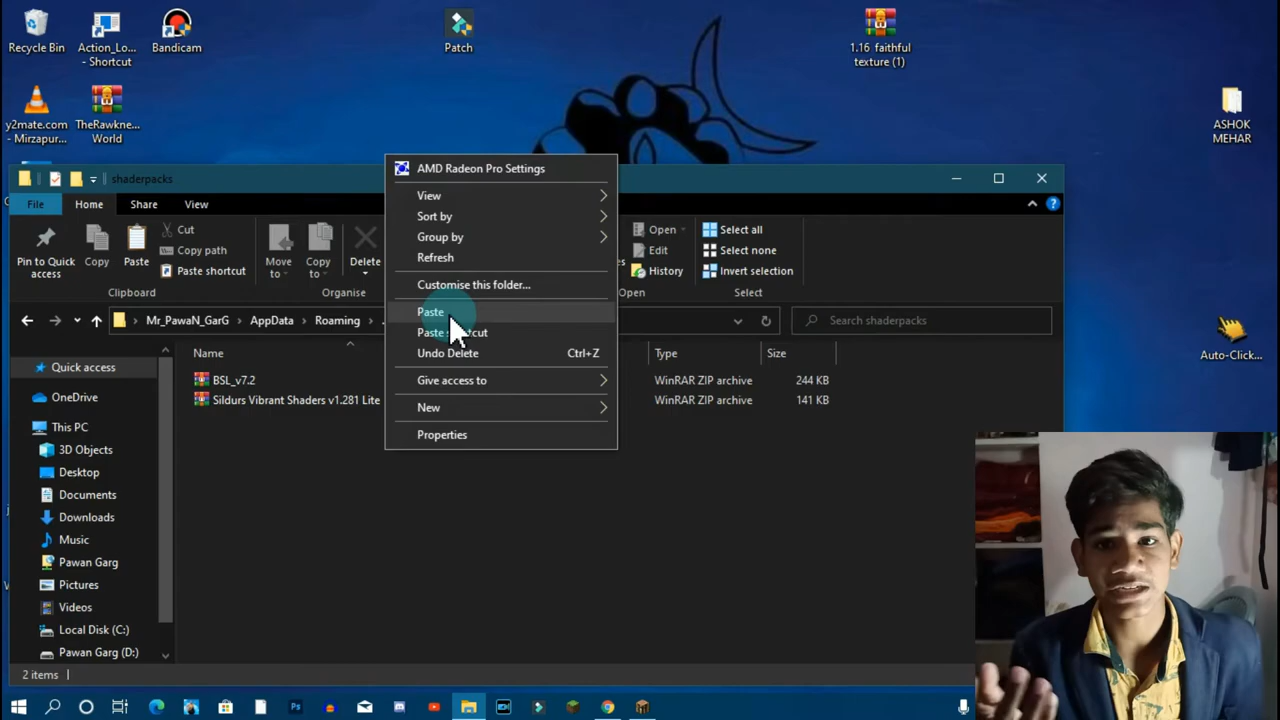 Recycle Bin
Action_Lo...
- Shortcut
Bandicam
Patch
1.16 faithful
texture (1)
y2mate.com
- Mirzapur...
TheRawkne...
World
ASHOK
MEHAR
Auto-Click...
shaderpacks
File
Home
Share
View
Pin to Quick
access
Copy
Paste
Cut
Copy path
Paste shortcut
Move
to
Copy
to
Delete
Open
Edit
History
Select all
Select none
Invert selection
Clipboard
Organise
Open
Select
Mr_PawaN_GarG
AppData
Roaming
Search shaderpacks
Name
Type
Size
BSL_v7.2
WinRAR ZIP archive
244 KB
Sildurs Vibrant Shaders v1.281 Lite
WinRAR ZIP archive
141 KB
Quick access
OneDrive
This PC
3D Objects
Desktop
Documents
Downloads
Music
Pawan Garg
Pictures
Videos
Local Disk (C:)
Pawan Garg (D:)
2 items
AMD Radeon Pro Settings
View
Sort by
Group by
Refresh
Customise this folder...
Paste
Paste
Undo Delete
Ctrl+Z
Give access to
New
Properties